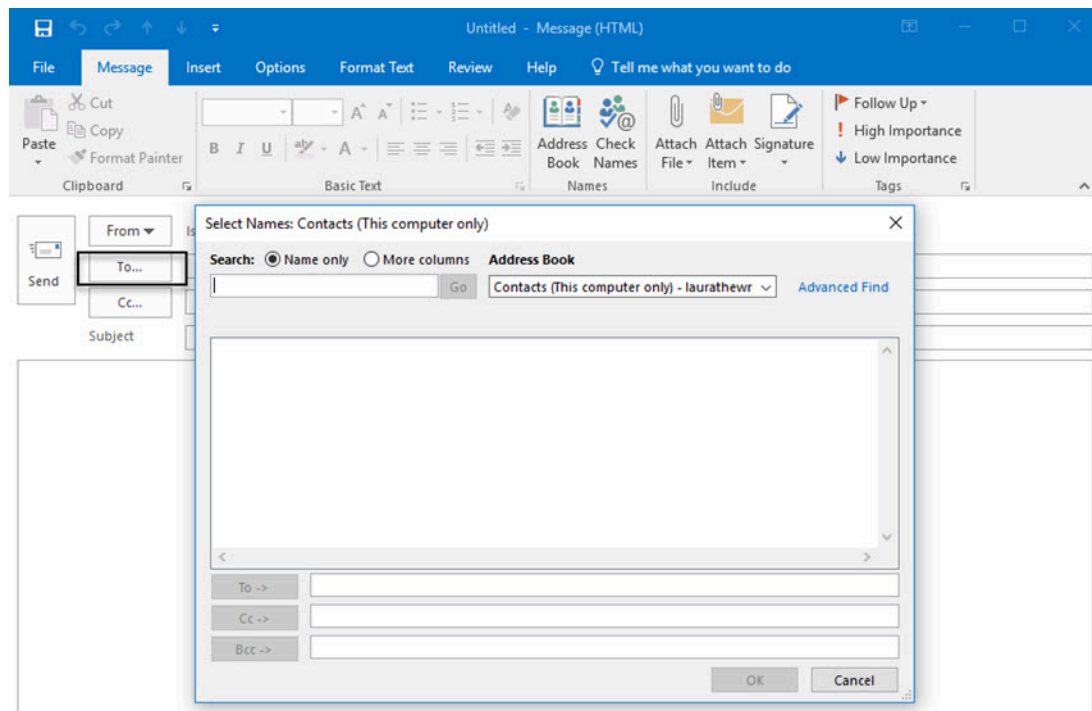 Untitled - Message (HTML)
File Message Insert Options Format Text Review Help Tell me what you want to do
Cut
Copy
Format Painter
Paste
Clipboard
B I U
Basic Text
Address Book
Check Names
Names
Attach File
Attach Item
Signature
Include
Follow Up
High Importance
Low Importance
Tags
From
To...
Cc...
Send
Subject
Select Names: Contacts (This computer only)
Search: Name only More columns Address Book
Go Contacts (This computer only) - laurathewr Advanced Find
To ->
Cc ->
Bcc ->
OK Cancel